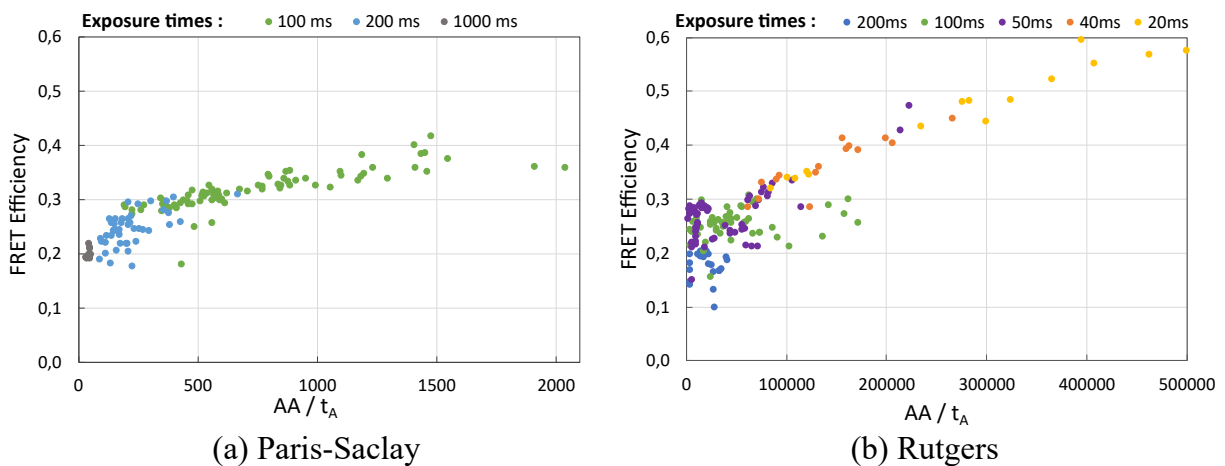 Exposure times : 100 ms 200 ms 1000 ms
0,6
0,5
0,4
0,3
0,2
0,1
0,0
FRET Efficiency
0 500 1000 1500 2000
AA / tA
(a) Paris-Saclay
Exposure times : 200ms 100ms 50ms 40ms 20ms
0,6
0,5
0,4
0,3
0,2
0,1
0,0
FRET Efficiency
0 100000 200000 300000 400000 500000
AA / tA
(b) Rutgers